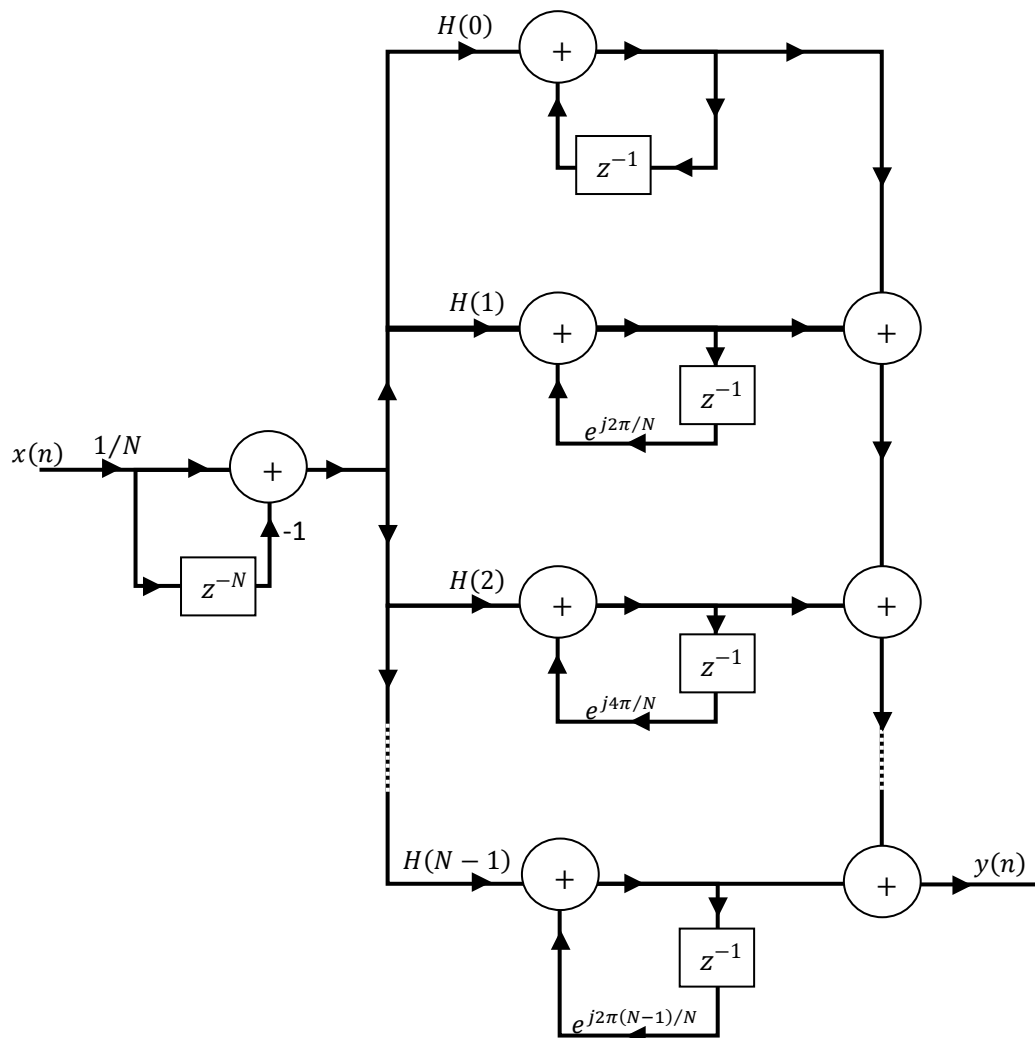 H(0)
+
z^{-1}
H(1)
+
+
z^{-1}
e^{j2π/N}
x(n) 1/N
+
-1
z^{-N}
H(2)
+
+
z^{-1}
e^{j4π/N}
H(N − 1)
+
+
y(n)
z^{-1}
e^{j2π(N−1)/N}